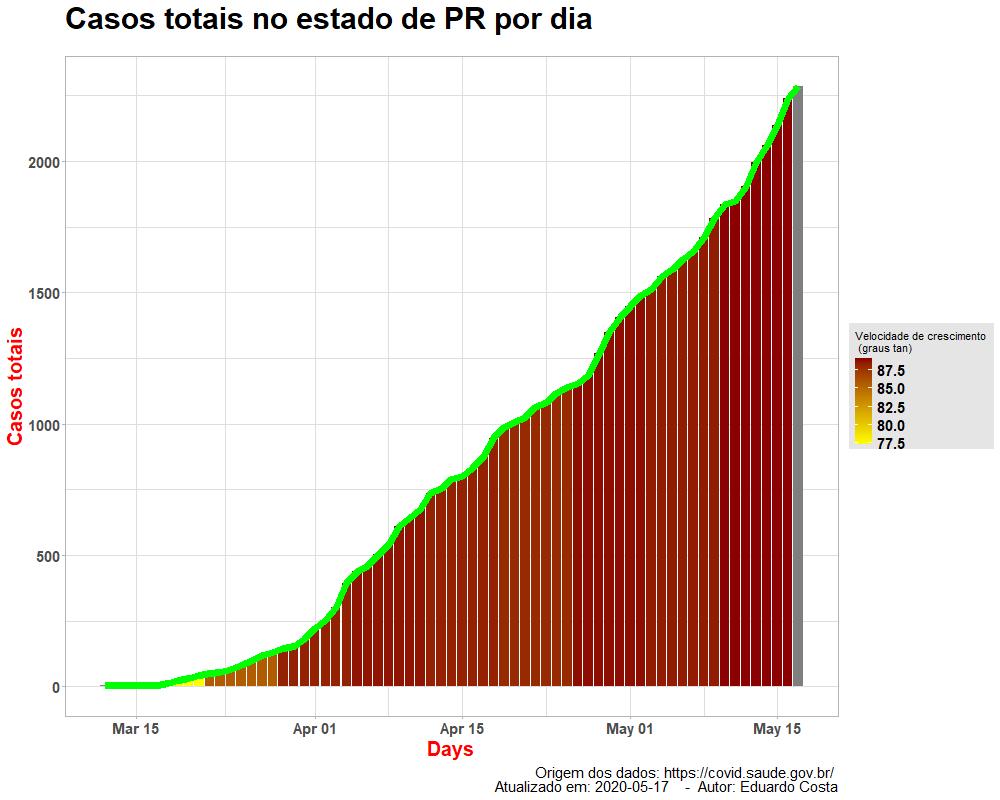 Casos totais no estado de PR por dia
Casos totais
2000
1500
1000
500
0
Mar 15
Apr 01
Apr 15
May 01
May 15
Days
Velocidade de crescimento
(graus tan)
87.5
85.0
82.5
80.0
77.5
Origem dos dados: https://covid.saude.gov.br/
Atualizado em: 2020-05-17 - Autor: Eduardo Costa